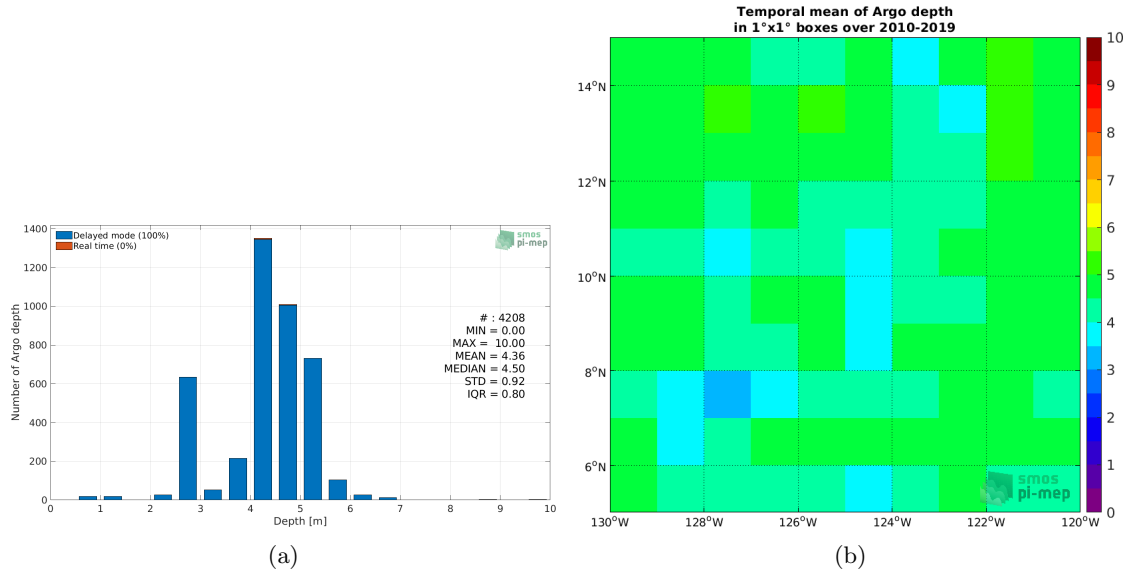 Temporal mean of Argo depth
in 1°x1° boxes over 2010-2019
Number of Argo depth
1400
1200
1000
800
600
400
200
0
Delayed mode (100%)
Real time (0%)
smos
pi-mep
# : 4208
MIN = 0.00
MAX = 10.00
MEAN = 4.36
MEDIAN = 4.50
STD = 0.92
IQR = 0.80
0 1 2 3 4 5 6 7 8 9 10
Depth [m]
(a)
14°N
12°N
10°N
8°N
6°N
130°W 128°W 126°W 124°W 122°W 120°W
smos
pi-mep
10
9
8
7
6
5
4
3
2
1
0
(b)